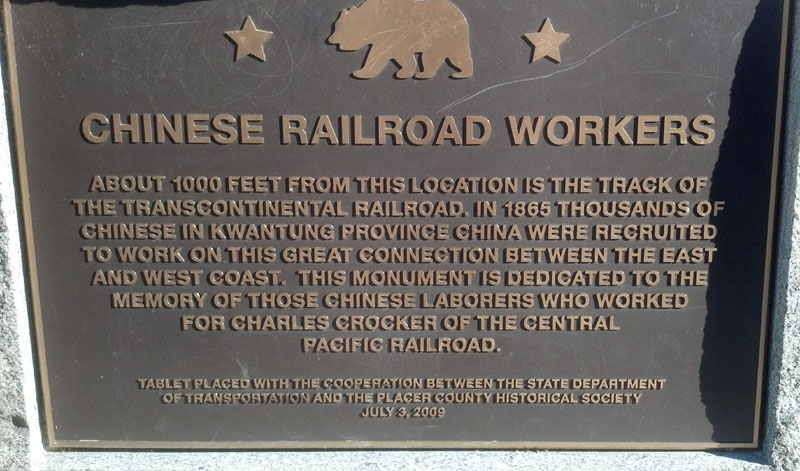 CHINESE RAILROAD WORKERS
ABOUT 1000 FEET FROM THIS LOCATION IS THE TRACK OF
THE TRANSCONTINENTAL RAILROAD. IN 1865 THOUSANDS OF
CHINESE IN KWANTUNG PROVINCE CHINA WERE RECRUITED
TO WORK ON THIS GREAT CONNECTION BETWEEN THE EAST
AND WEST COAST. THIS MONUMENT IS DEDICATED TO THE
MEMORY OF THOSE CHINESE LABORERS WHO WORKED
FOR CHARLES CROCKER OF THE CENTRAL
PACIFIC RAILROAD.
TABLET PLACED WITH THE COOPERATION BETWEEN THE STATE DEPARTMENT
OF TRANSPORTATION AND THE PLACER COUNTY HISTORICAL SOCIETY
JULY 3, 2009